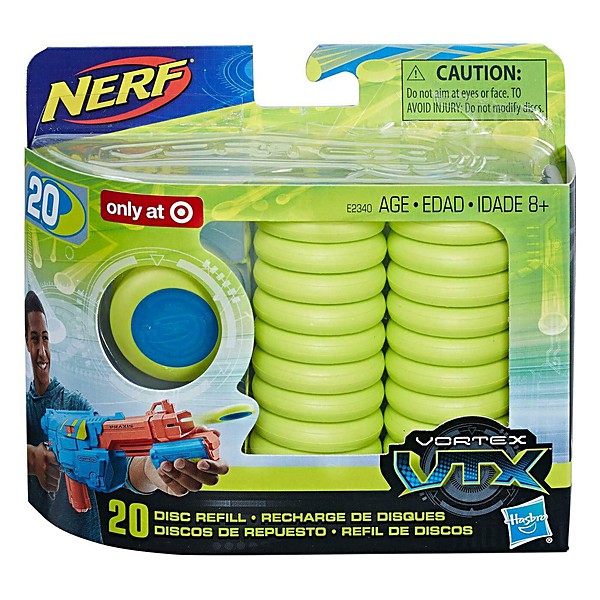 NERF
CAUTION:
Do not aim at eyes or face. TO
AVOID INJURY: Do not modify discs.
20
only at
E2340 AGE • EDAD • IDADE 8+
VORTEX
VTX
20 DISC REFILL • RECHARGE DE DISQUES
DISCOS DE REPUESTO • REFIL DE DISCOS
Hasbro